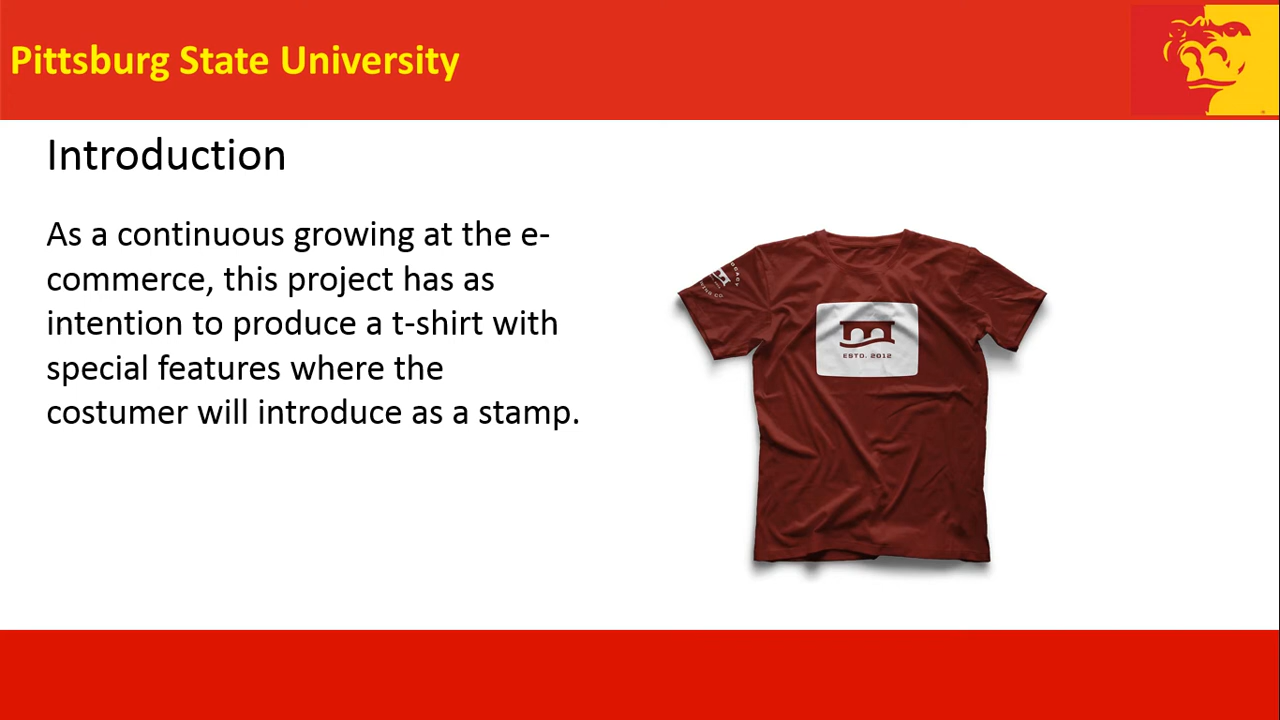 Pittsburg State University
Introduction
As a continuous growing at the e-
commerce, this project has as
intention to produce a t-shirt with
special features where the
costumer will introduce as a stamp.
ESTD. 2012